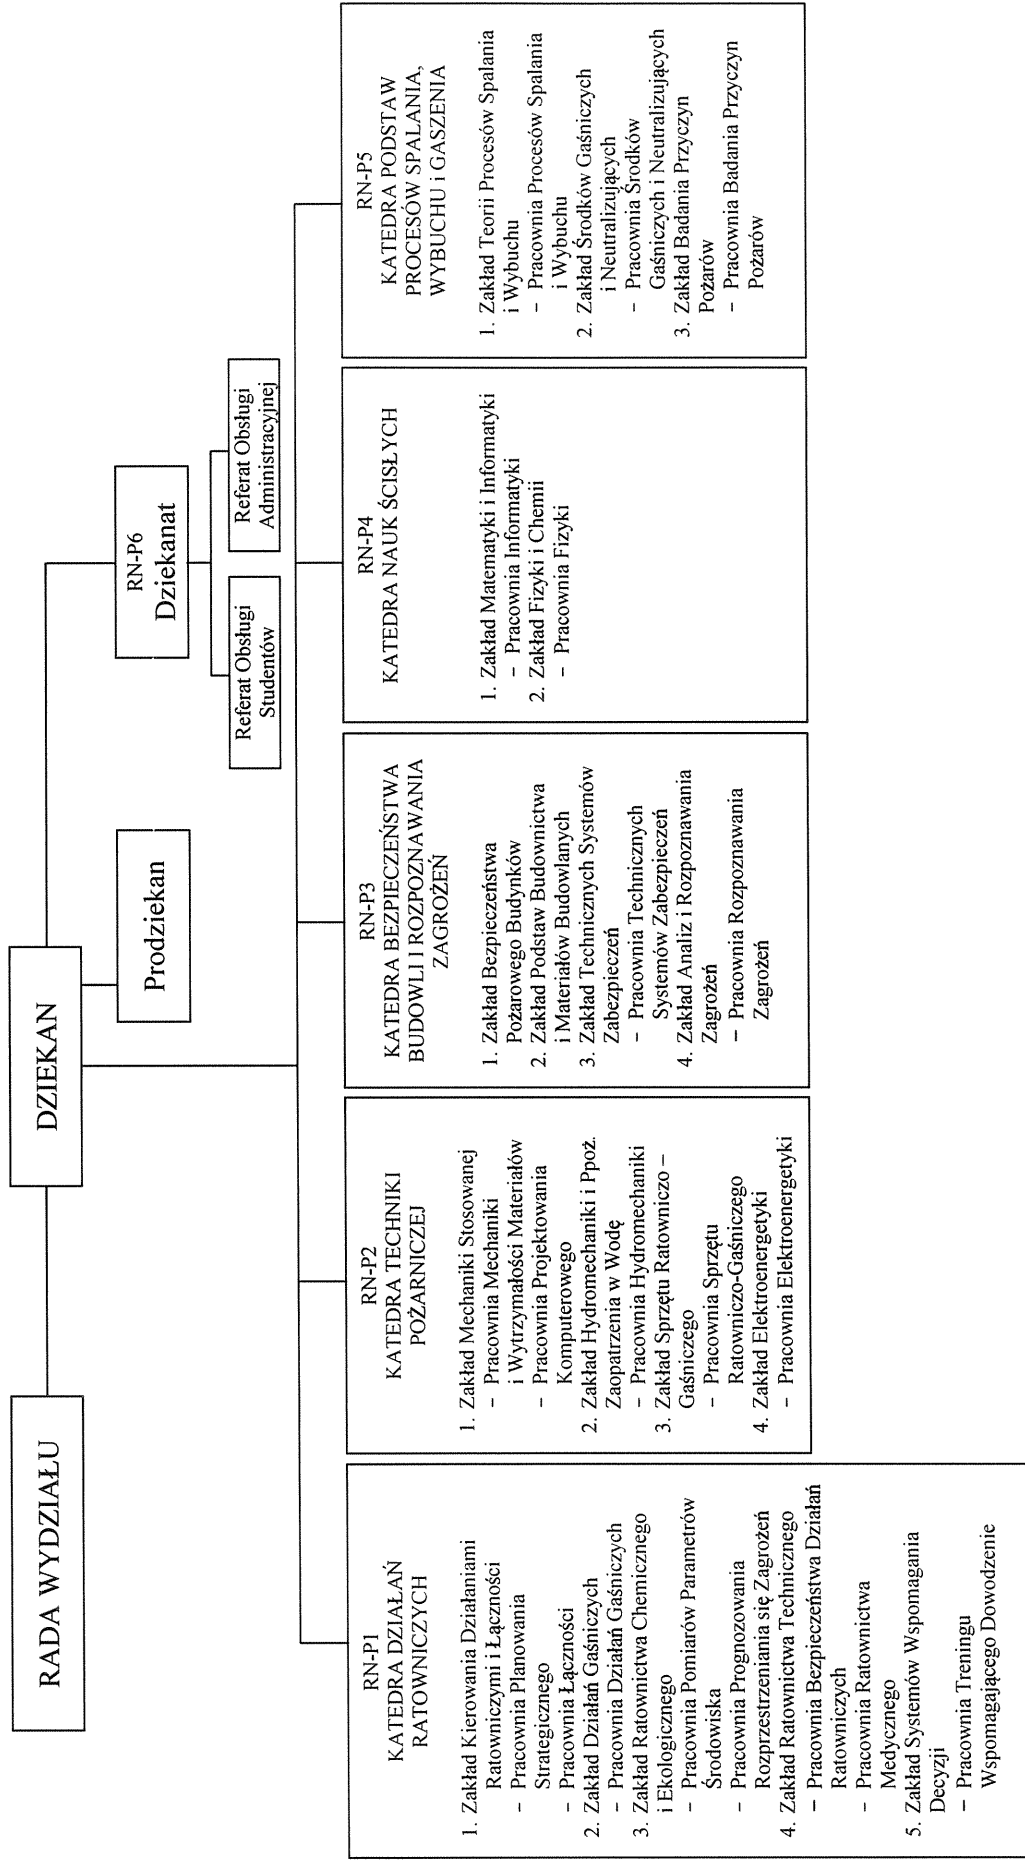 RADA WYDZIAŁU
DZIEKAN
Prodziekan
RN-P6
Dziekanat
Referat Obsługi
Studentów
Referat Obsługi
Administracyjnej
RN-P1
KATEDRA DZIAŁAŃ
RATOWNICZYCH
1. Zakład Kierowania Działaniami
Ratowniczymi i Łączności
- Pracownia Planowania
Strategicznego
- Pracownia Łączności
2. Zakład Działań Gaśniczych
- Pracownia Działań Gaśniczych
3. Zakład Ratownictwa Chemicznego
i Ekologicznego
- Pracownia Pomiarów Parametrów
Środowiska
- Pracownia Prognozowania
Rozprzestrzeniania się Zagrożeń
4. Zakład Ratownictwa Technicznego
- Pracownia Bezpieczeństwa Działań
Ratowniczych
- Pracownia Ratownictwa
Medycznego
5. Zakład Systemów Wspomagania
Decyzji
- Pracownia Treningu
Wspomagającego Dowodzenie
RN-P2
KATEDRA TECHNIKI
POŻARNICZEJ
1. Zakład Mechaniki Stosowanej
- Pracownia Mechaniki
i Wytrzymałości Materiałów
- Pracownia Projektowania
Komputerowego
2. Zakład Hydromechaniki i Ppoż.
Zaopatrzenia w Wodę
- Pracownia Hydromechaniki
3. Zakład Sprzętu Ratowniczo –
Gaśniczego
- Pracownia Sprzętu
Ratowniczo-Gaśniczego
4. Zakład Elektroenergetyki
- Pracownia Elektroenergetyki
RN-P3
KATEDRA BEZPIECZEŃSTWA
BUDOWLI I ROZPOZNAWANIA
ZAGROŻEŃ
1. Zakład Bezpieczeństwa
Pożarowego Budynków
2. Zakład Podstaw Budownictwa
i Materiałów Budowlanych
3. Zakład Technicznych Systemów
Zabezpieczeń
- Pracownia Technicznych
Systemów Zabezpieczeń
4. Zakład Analiz i Rozpoznawania
Zagrożeń
- Pracownia Rozpoznawania
Zagrożeń
RN-P4
KATEDRA NAUK ŚCISŁYCH
1. Zakład Matematyki i Informatyki
- Pracownia Informatyki
2. Zakład Fizyki i Chemii
- Pracownia Fizyki
RN-P5
KATEDRA PODSTAW
PROCESÓW SPALANIA,
WYBUCHU i GASZENIA
1. Zakład Teorii Procesów Spalania
i Wybuchu
- Pracownia Procesów Spalania
i Wybuchu
2. Zakład Środków Gaśniczych
i Neutralizujących
- Pracownia Środków
Gaśniczych i Neutralizujących
3. Zakład Badania Przyczyn
Pożarów
- Pracownia Badania Przyczyn
Pożarów